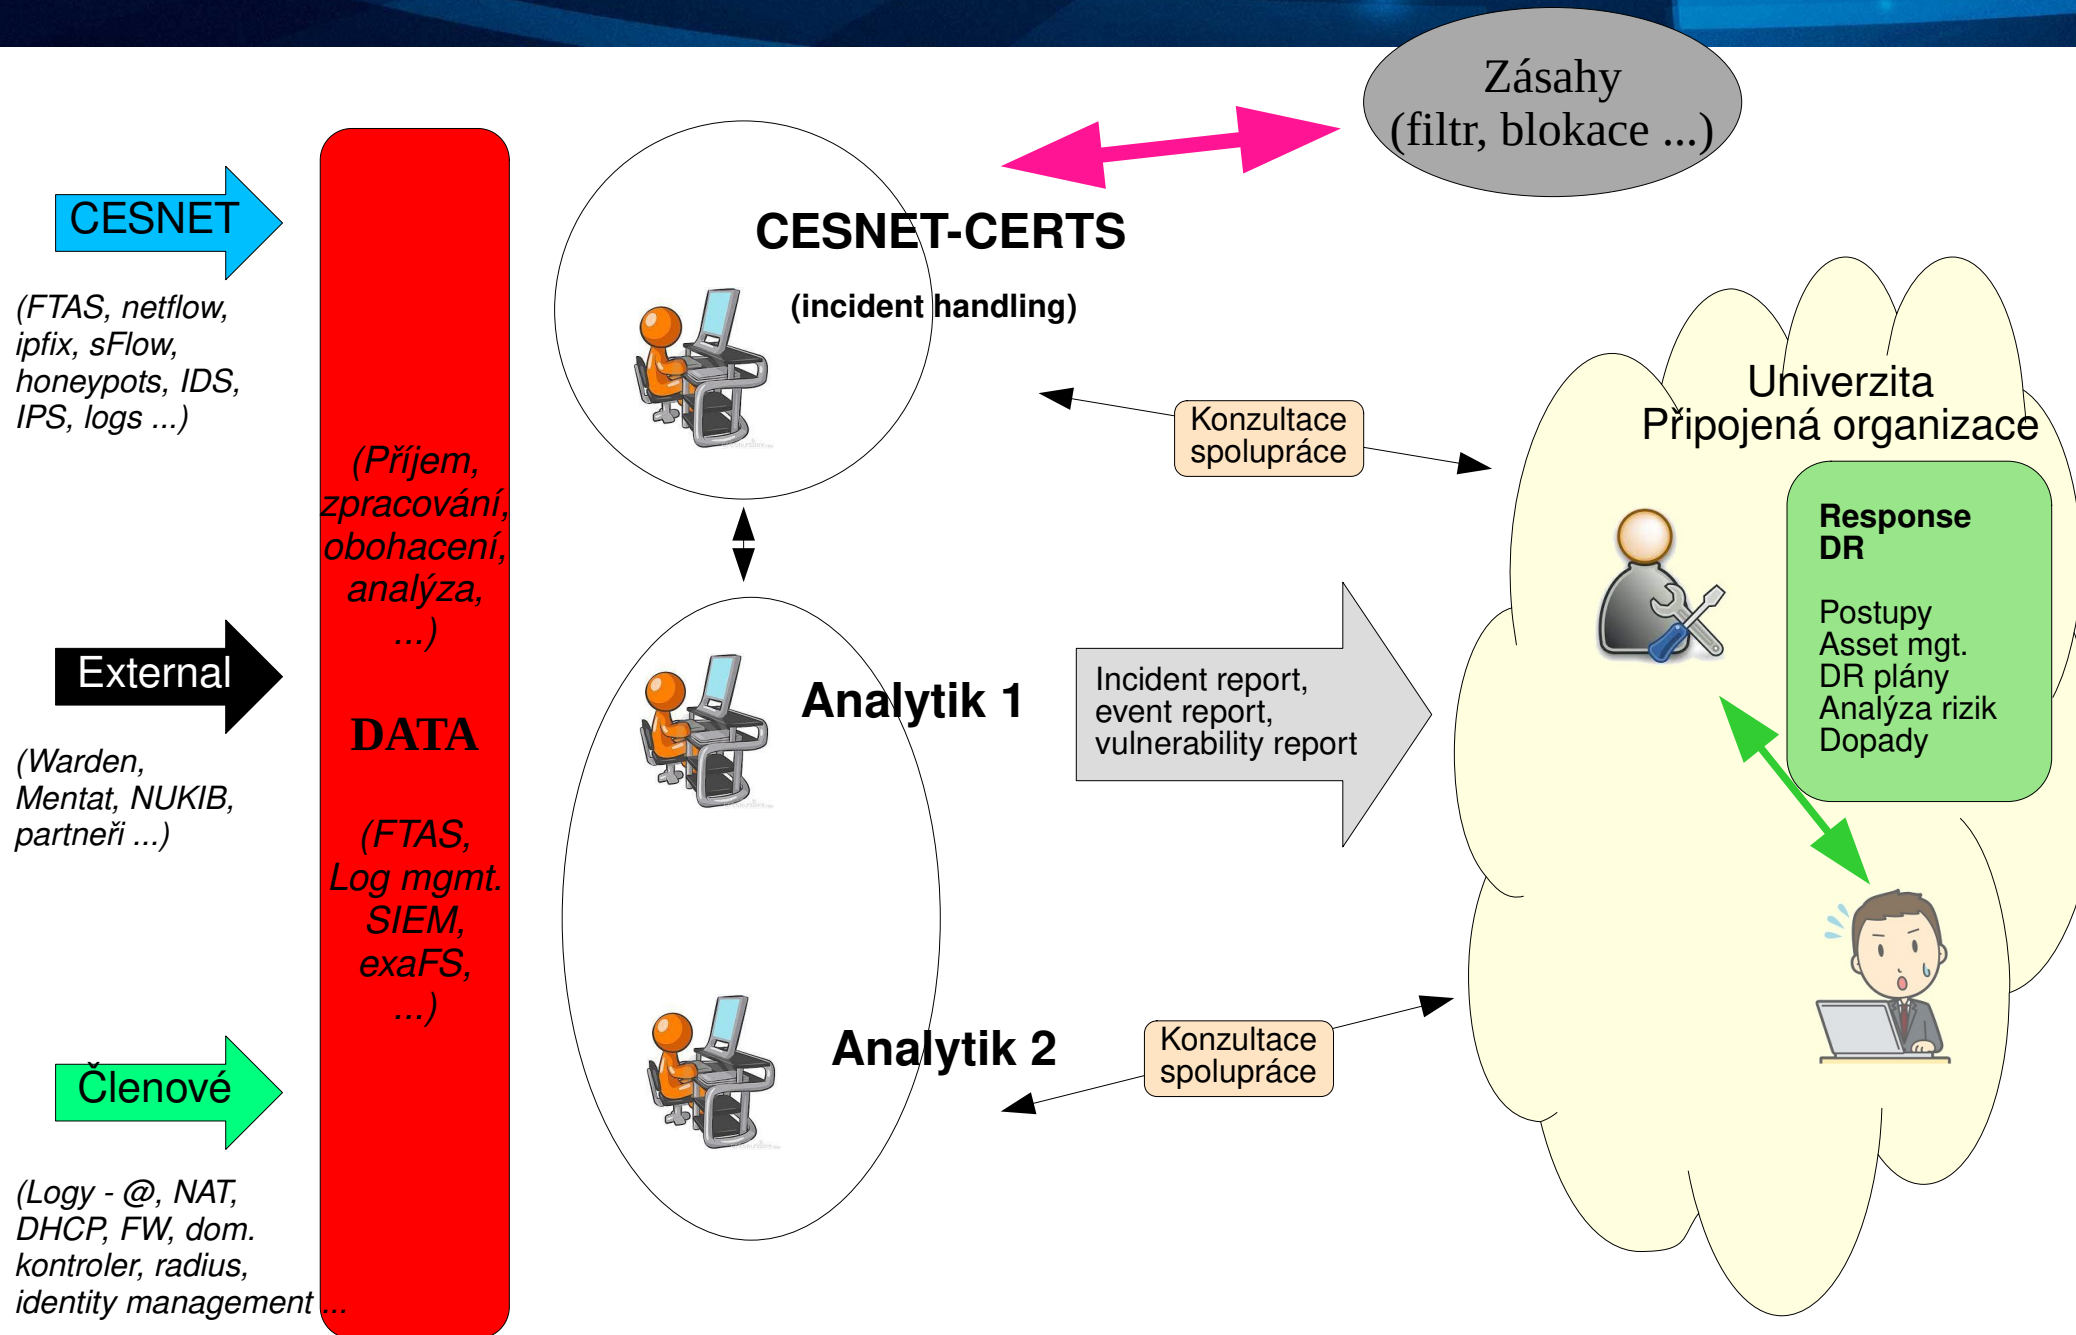 Zásahy
(filtr, blokace ...)
CESNET
(FTAS, netflow,
ipfix, sFlow,
honeypots, IDS,
IPS, logs ...)
External
(Warden,
Mentat, NUKIB,
partneři ...)
Členové
(Logy - @, NAT,
DHCP, FW, dom.
kontroler, radius,
identity management ...
(Příjem,
zpracování,
obohacení,
analýza,
...)
DATA
(FTAS,
Log mgmt.
SIEM,
exaFS,
...)
CESNET-CERTS
(incident handling)
Analytik 1
Analytik 2
Konzultace
spolupráce
Incident report,
event report,
vulnerability report
Konzultace
spolupráce
Univerzita
Připojená organizace
Response
DR
Postupy
Asset mgt.
DR plány
Analýza rizik
Dopady